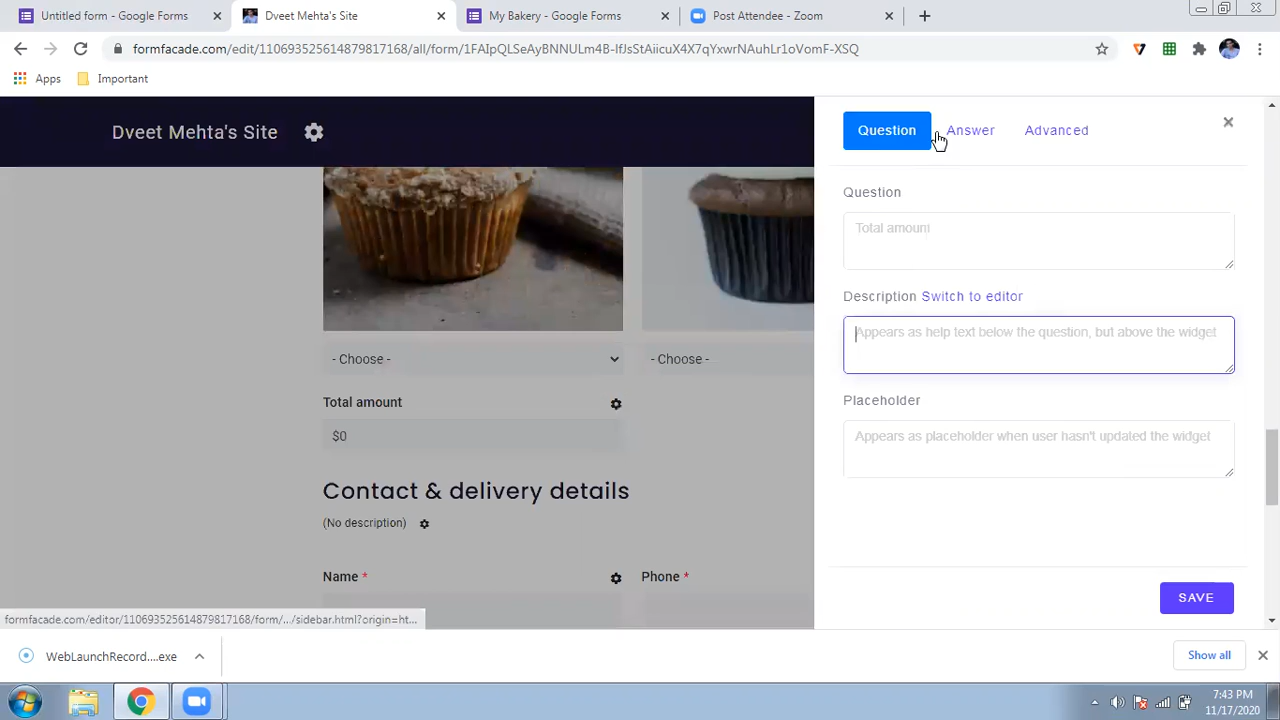 Untitled form - Google Forms
Dveet Mehta's Site
My Bakery - Google Forms
Post Attendee - Zoom
formfacade.com/edit/110693525614879817168/all/form/1FAIpQLSeAyBNNULm4B-lfJsStAiicuX4X7qYxwrNAuhLr1oVomF-XSQ
Apps
Important
Dveet Mehta's Site
Question
Answer
Advanced
Question
Total amount
Description Switch to editor
Appears as help text below the question, but above the widget
- Choose -
- Choose -
Total amount
Placeholder
$0
Appears as placeholder when user hasn't updated the widget
Contact & delivery details
(No description)
Name *
Phone *
SAVE
formfacade.com/editor/110693525614879817168/form/.../sidebar.html?origin=ht...
WebLaunchRecord....exe
Show all
7:43 PM
11/17/2020